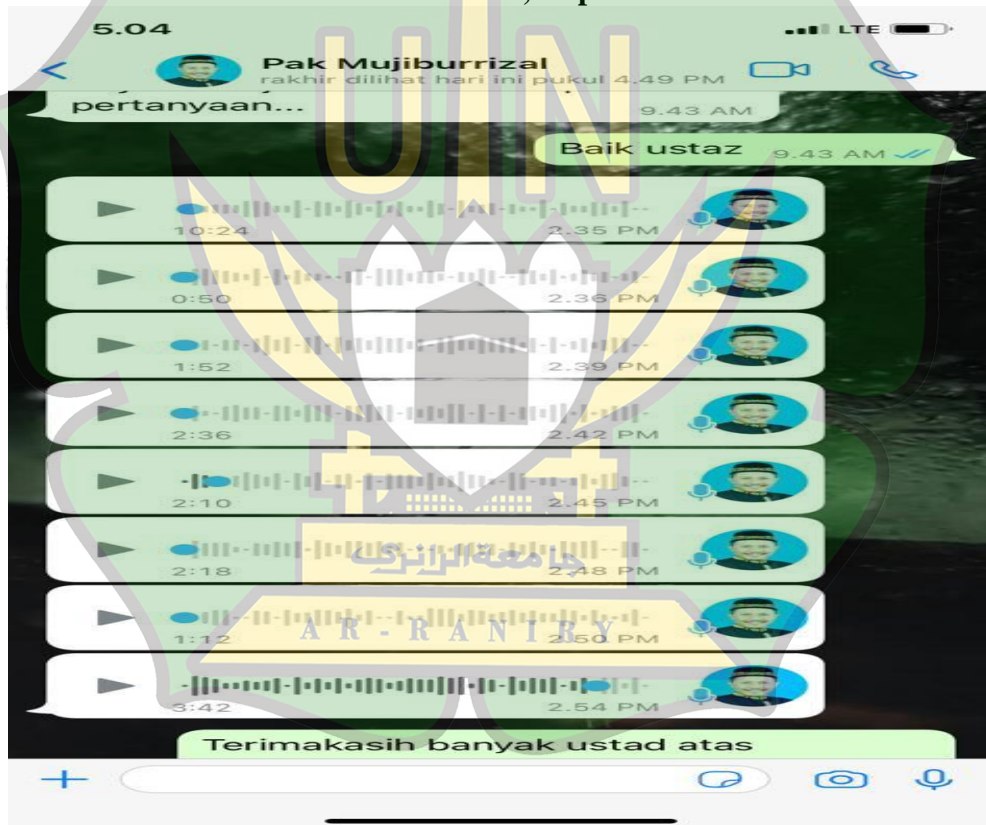 5.04
LTE
Pak Mujiburrizal
rakhir dilihat hari ini pukul 4.49 PM
pertanyaan...
9.43 AM
Baik ustaz 9.43 AM
10:24 2.35 PM
0:50 2.36 PM
1:52 2.39 PM
2:36 2.42 PM
2:10 2.45 PM
2:18 2.48 PM
1:12 2.50 PM
3:42 2.54 PM
Terimakasih banyak ustad atas
UIN
جامعة الرانري
AR-RANIRY